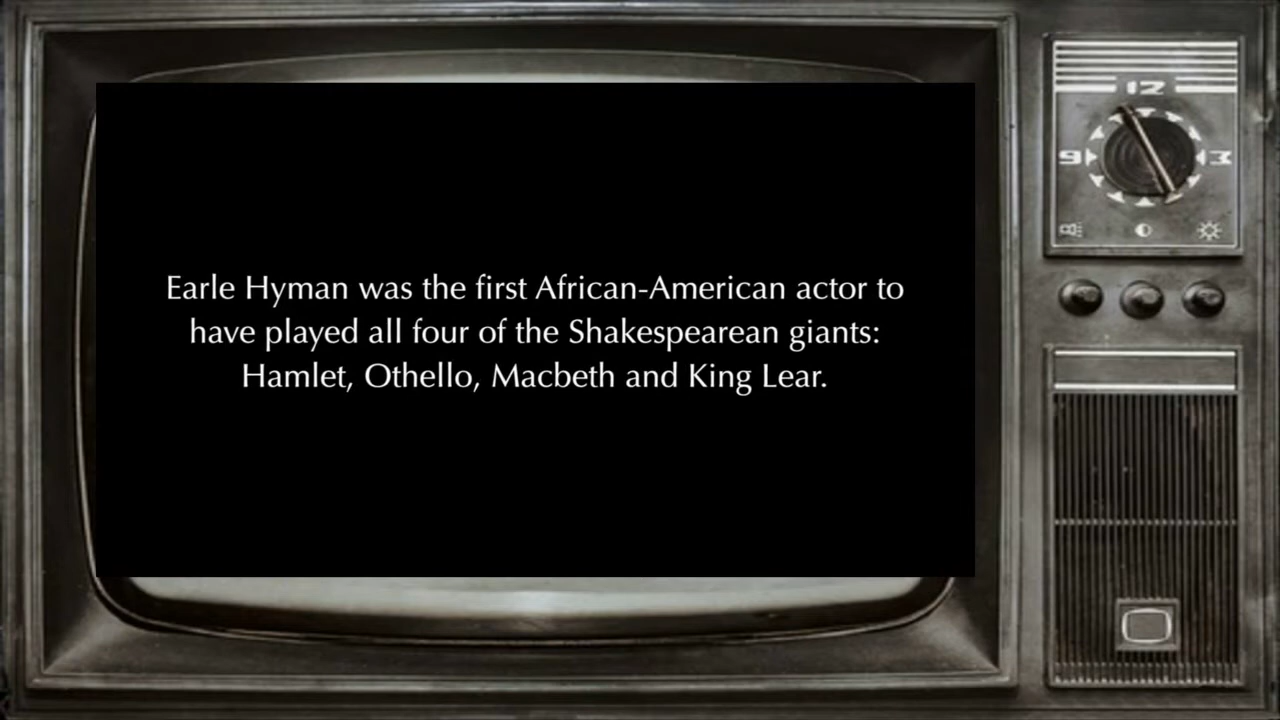 Earle Hyman was the first African-American actor to
have played all four of the Shakespearean giants:
Hamlet, Othello, Macbeth and King Lear.
12
9
3